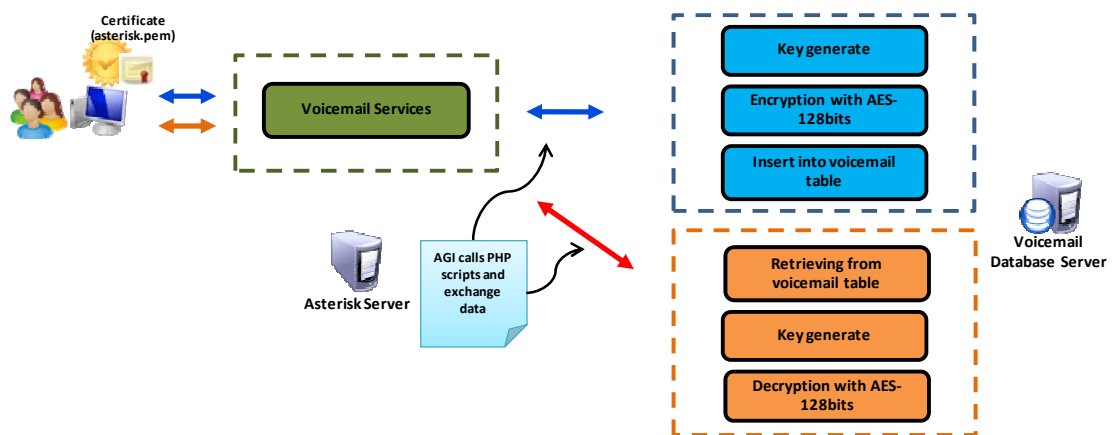 Certificate
(asterisk.pem)
Voicemail Services
Key generate
Encryption with AES-
128bits
Insert into voicemail
table
AGI calls PHP
scripts and
exchange
data
Asterisk Server
Voicemail
Database Server
Retrieving from
voicemail table
Key generate
Decryption with AES-
128bits